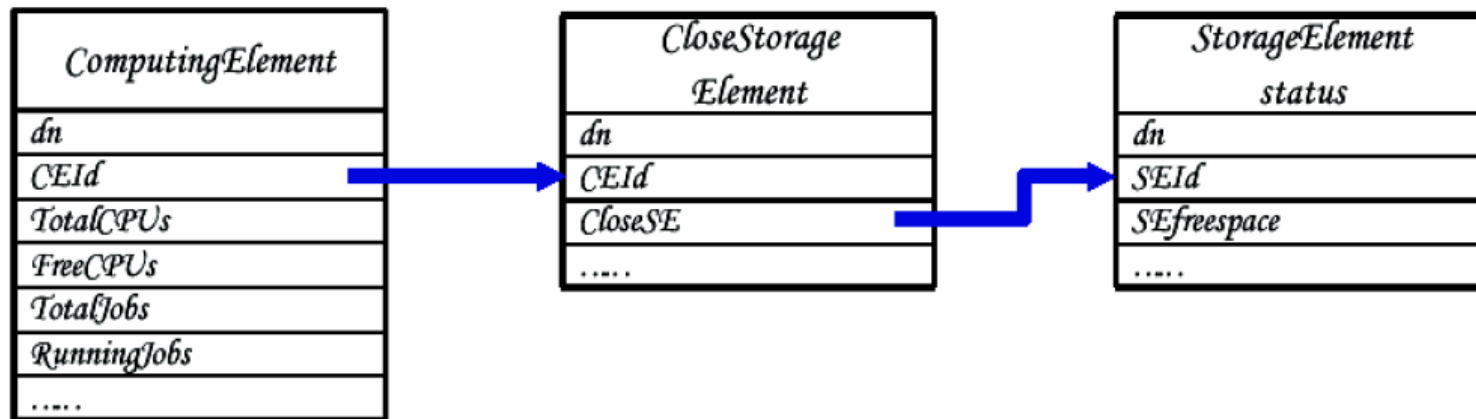 ComputingElement
dn
CEId
TotalCPUs
FreeCPUs
TotalJobs
RunningJobs
......
CloseStorage
Element
dn
CEId
CloseSE
......
StorageElement
status
dn
SEId
SEfreespace
......